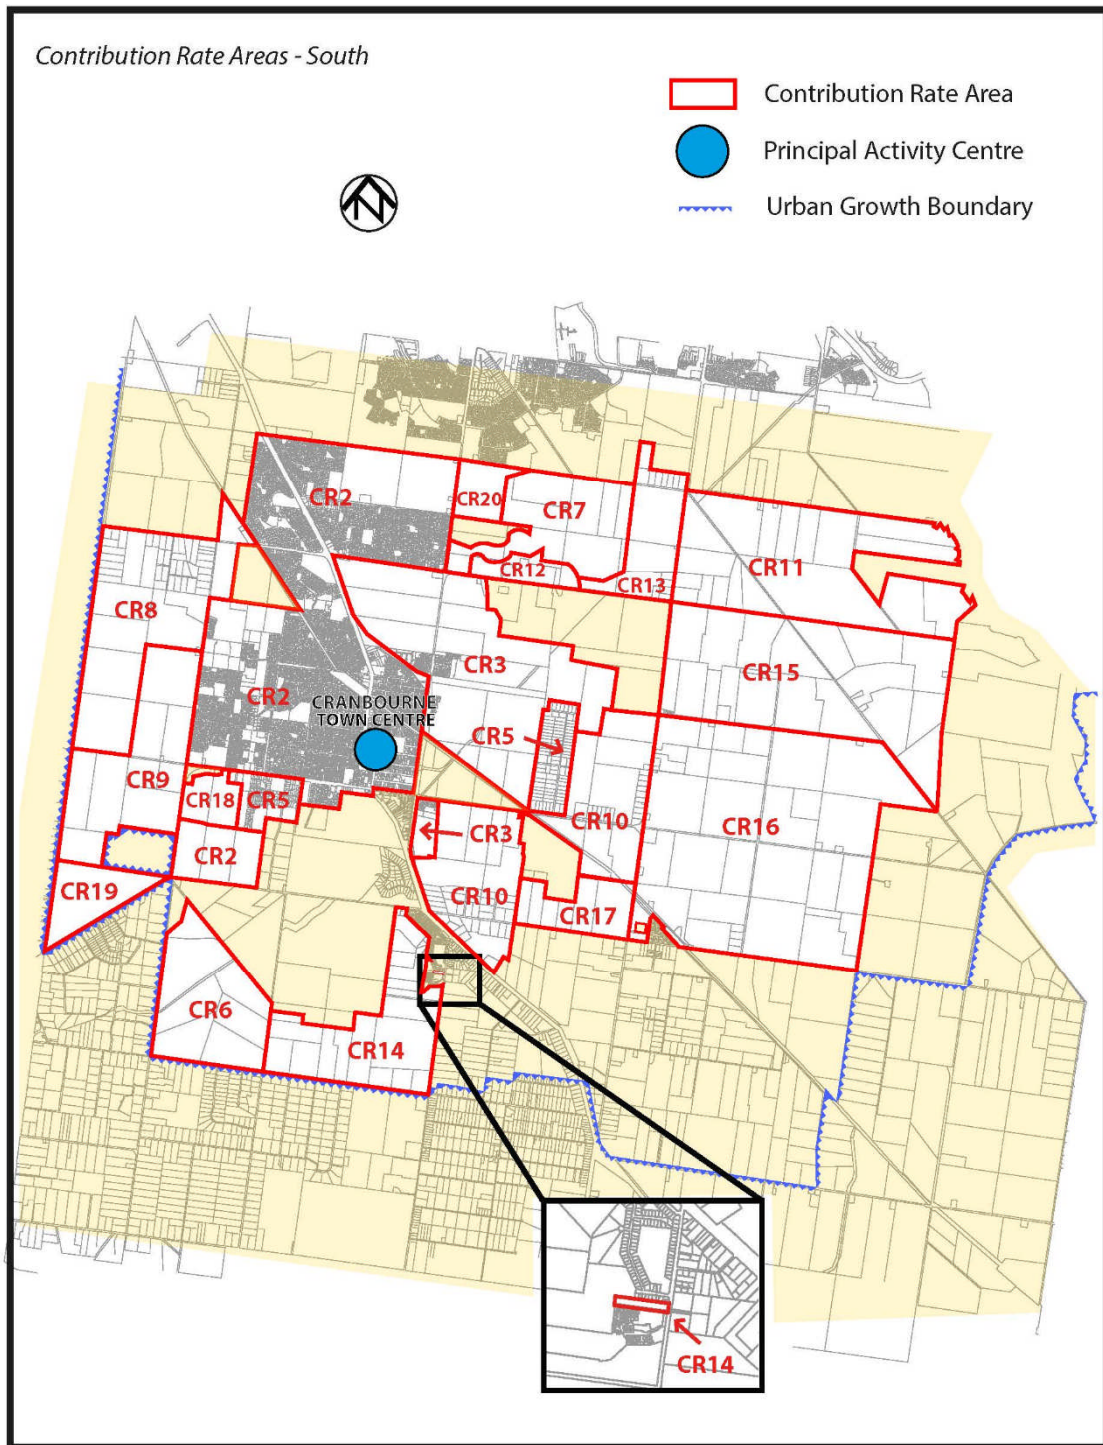 Contribution Rate Areas - South
Contribution Rate Area
Principal Activity Centre
Urban Growth Boundary
N
CR2
CR20
CR7
CR12
CR13
CR11
CR8
CR3
CR15
CR2
CRANBOURNE
TOWN CENTRE
CR5
CR9
CR18
CR5
CR3
CR10
CR16
CR2
CR19
CR10
CR17
CR6
CR14
CR14